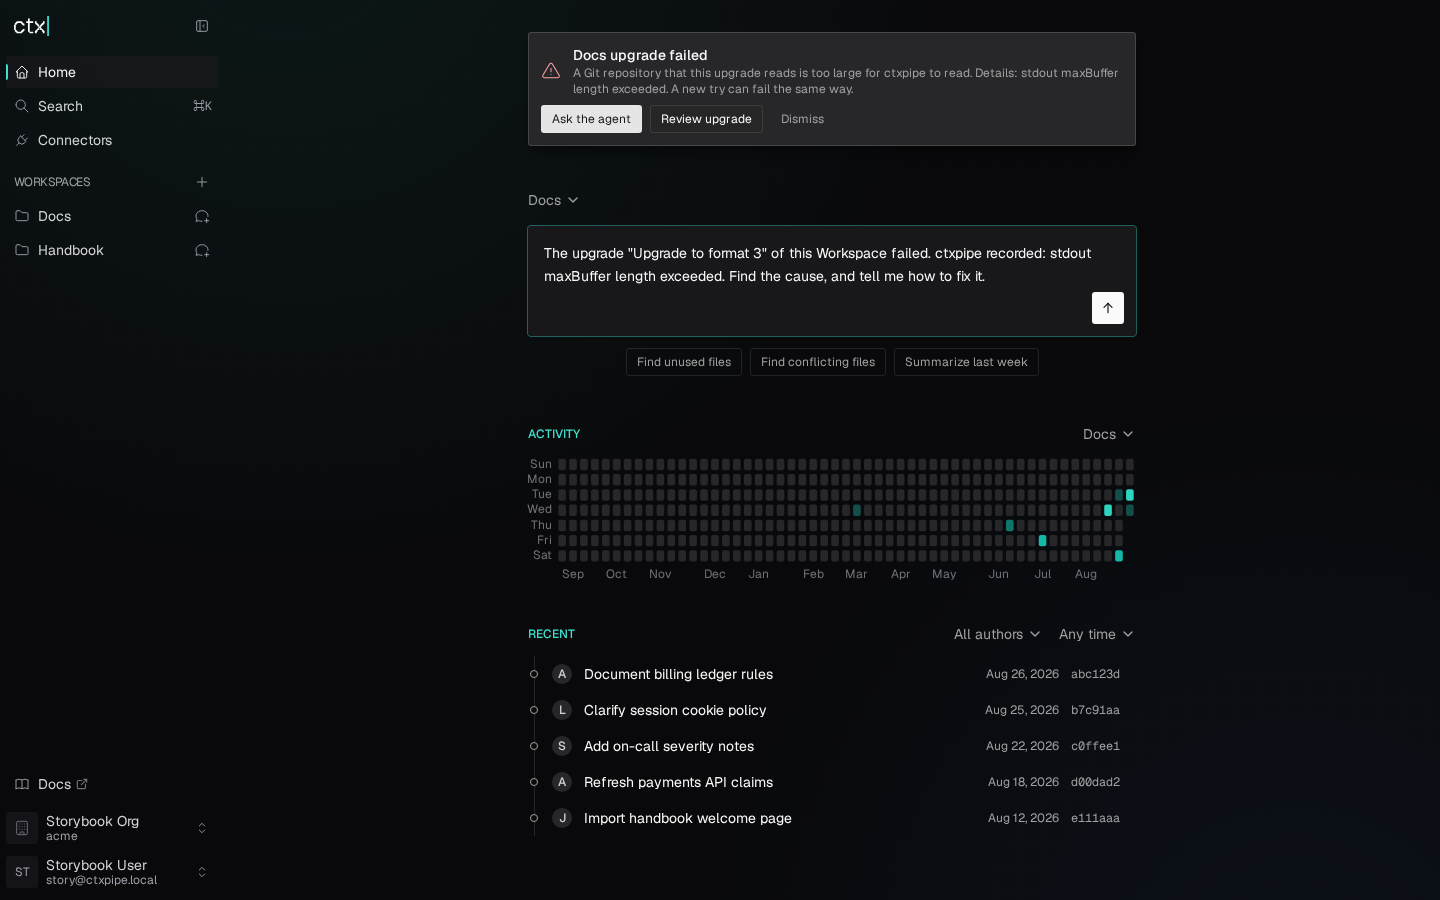 ctx
Home
Search ⌘K
Connectors
WORKSPACES
Docs
Handbook
Docs upgrade failed
A Git repository that this upgrade reads is too large for ctxpipe to read. Details: stdout maxBuffer
length exceeded. A new try can fail the same way.
Ask the agent Review upgrade Dismiss
Docs
The upgrade "Upgrade to format 3" of this Workspace failed. ctxpipe recorded: stdout
maxBuffer length exceeded. Find the cause, and tell me how to fix it.
Find unused files Find conflicting files Summarize last week
ACTIVITY Docs
Sun
Mon
Tue
Wed
Thu
Fri
Sat
Sep Oct Nov Dec Jan Feb Mar Apr May Jun Jul Aug
RECENT All authors Any time
A Document billing ledger rules Aug 26, 2026 abc123d
L Clarify session cookie policy Aug 25, 2026 b7c91aa
S Add on-call severity notes Aug 22, 2026 c0ffee1
A Refresh payments API claims Aug 18, 2026 d00dad2
J Import handbook welcome page Aug 12, 2026 e111aaa
Docs
Storybook Org
acme
ST Storybook User
story@ctxpipe.local